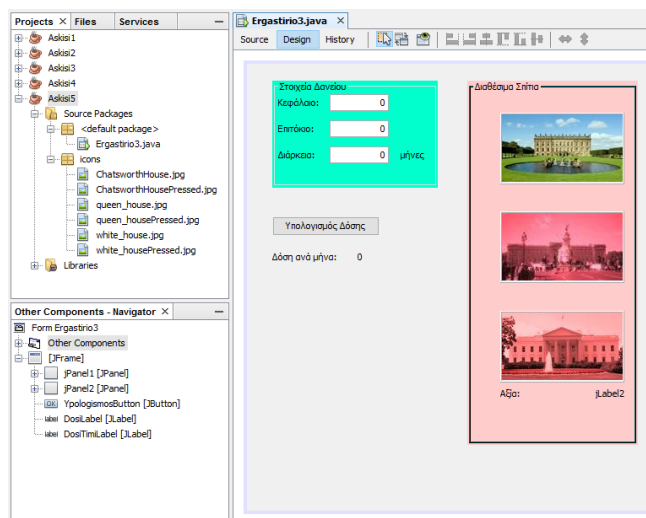 Projects × Files Services
Askisi1
Askisi2
Askisi3
Askisi4
Askisi5
Source Packages
<default package>
Ergastirio3.java
icons
ChatsworthHouse.jpg
ChatsworthHousePressed.jpg
queen_house.jpg
queen_housePressed.jpg
white_house.jpg
white_housePressed.jpg
Libraries
Other Components - Navigator ×
Form Ergastirio3
Other Components
[JFrame]
jPanel1 [JPanel]
jPanel2 [JPanel]
OK YpologismosButton [JButton]
label DosiLabel [JLabel]
label DosiTimiLabel [JLabel]
Ergastirio3.java ×
Source Design History
Στοιχεία Δανείου
Κεφάλαιο: 0
Επιτόκιο: 0
Διάρκεια: 0 μήνες
Υπολογισμός Δόσης
Δόση ανά μήνα: 0
Διαθέσιμα Σπίτια
Αξία: jLabel2